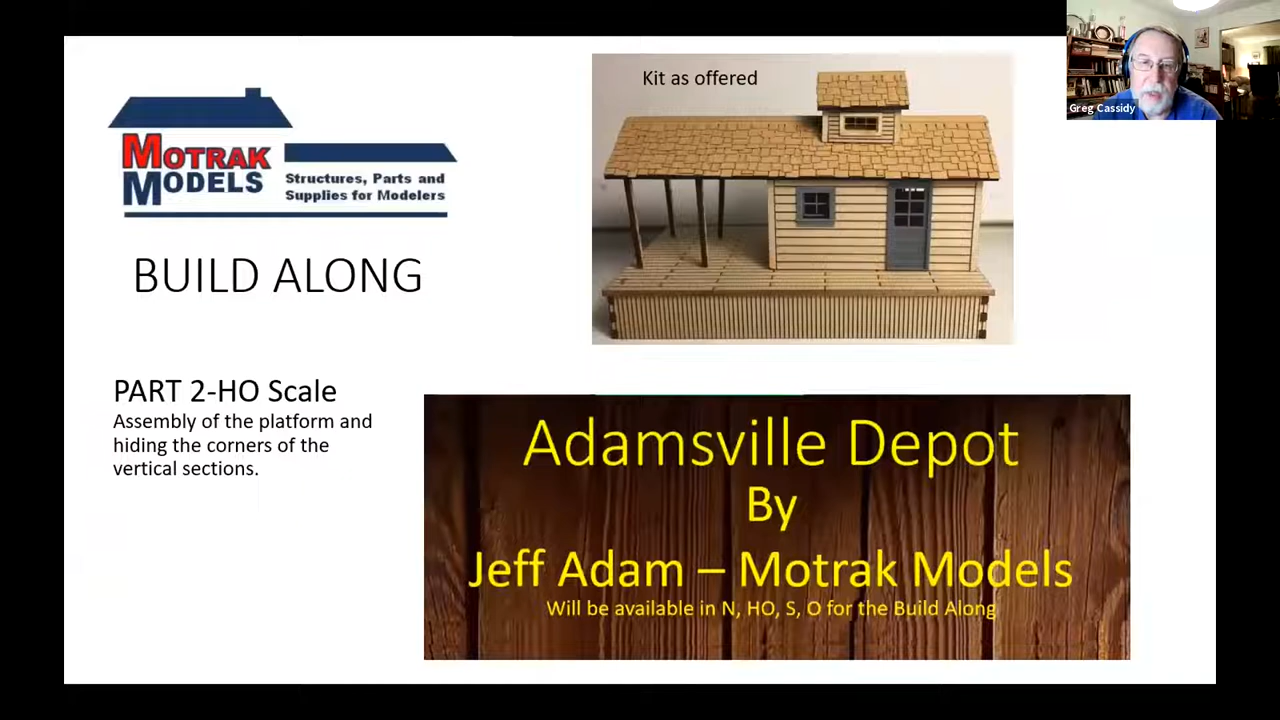 Kit as offered
Greg Cassidy
MOTRAK
MODELS
Structures, Parts and
Supplies for Modelers
BUILD ALONG
PART 2-HO Scale
Assembly of the platform and
hiding the corners of the
vertical sections.
Adamsville Depot
By
Jeff Adam – Motrak Models
Will be available in N, HO, S, O for the Build Along